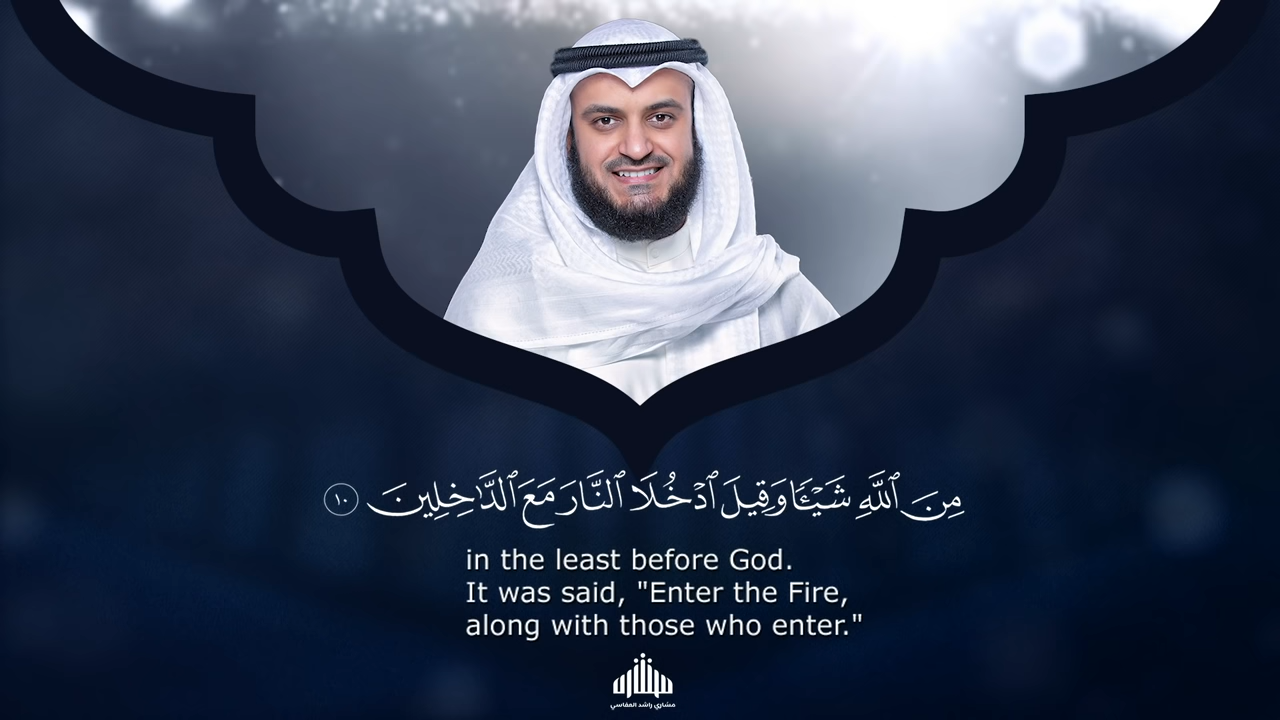 مِنَ ٱللَّهِ شَيْـًٔا وَقِيلَ ٱدْخُلَا ٱلنَّارَ مَعَ ٱلدَّٰخِلِينَ ١٠
in the least before God.
It was said, "Enter the Fire,
along with those who enter."
مشاري راشد العفاسي